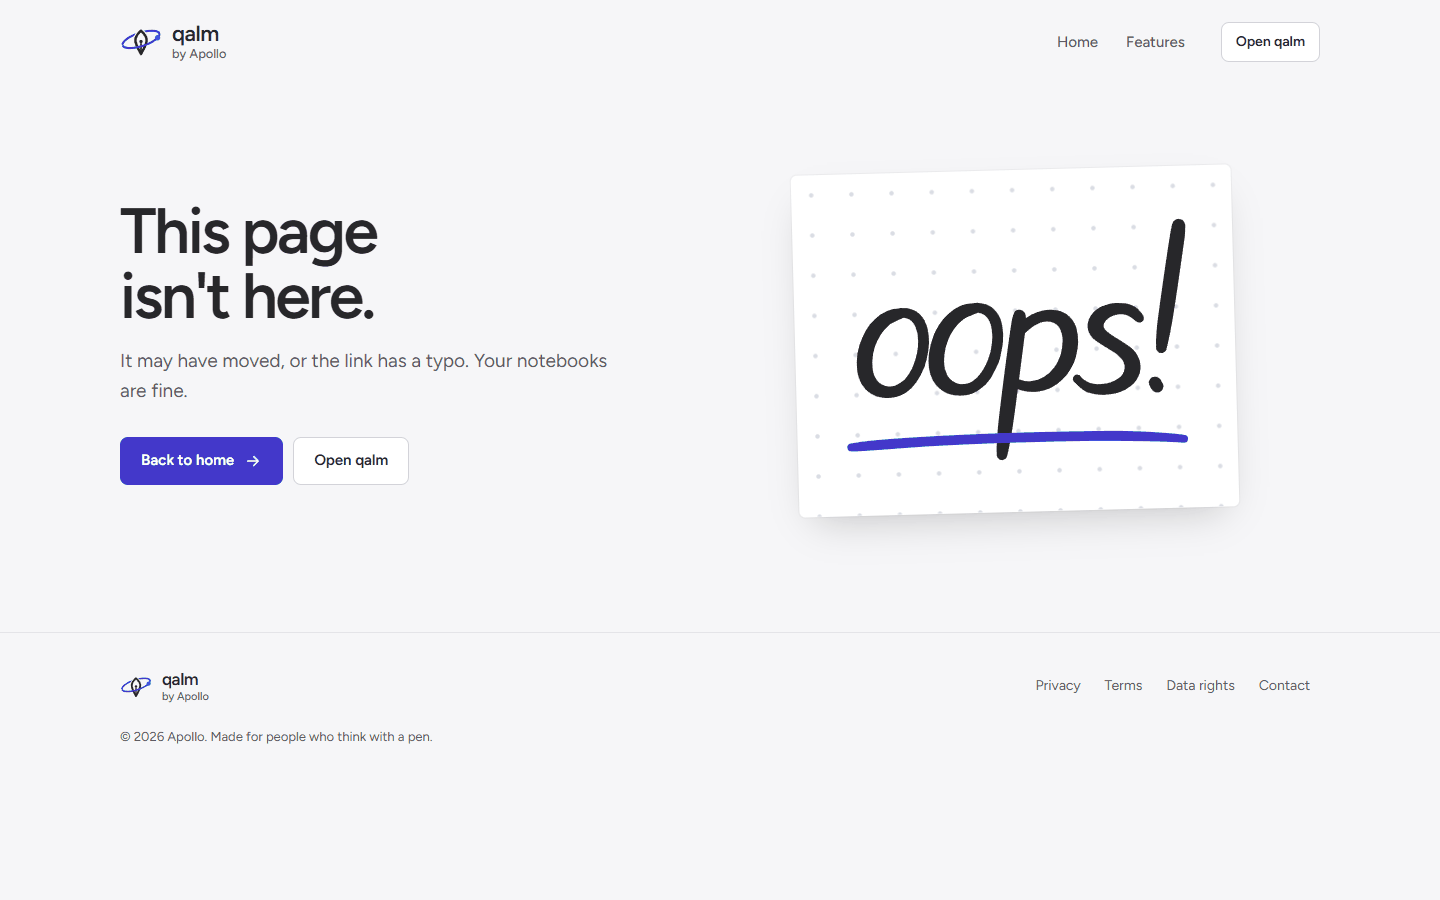 qalm
by Apollo
Home
Features
Open qalm
This page
isn't here.
It may have moved, or the link has a typo. Your notebooks
are fine.
Back to home
Open qalm
oops!
qalm
by Apollo
Privacy
Terms
Data rights
Contact
© 2026 Apollo. Made for people who think with a pen.